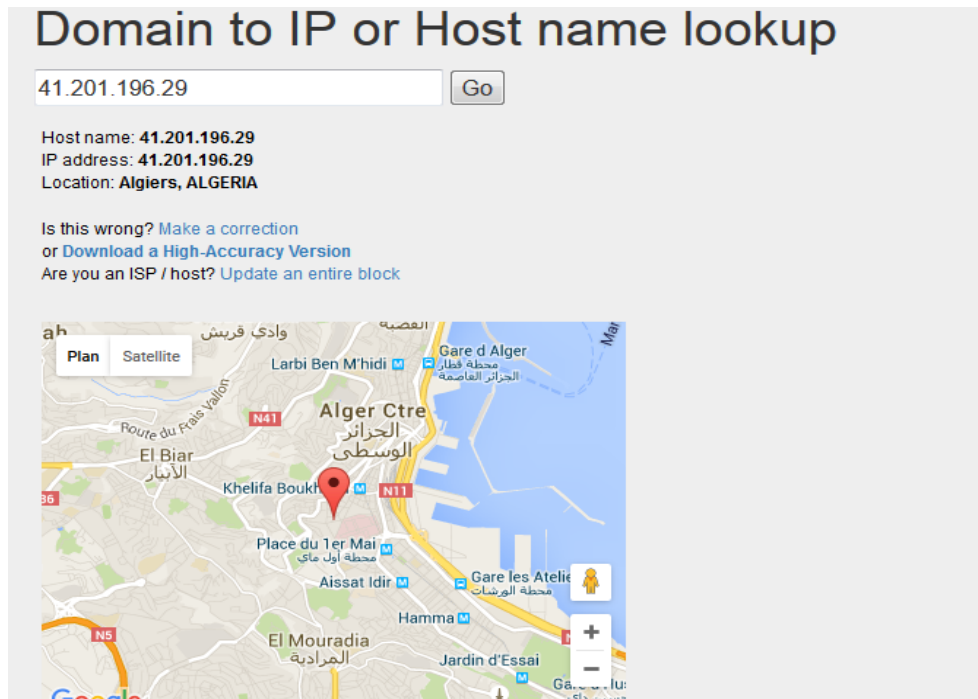 Domain to IP or Host name lookup
41.201.196.29
Go
Host name: 41.201.196.29
IP address: 41.201.196.29
Location: Algiers, ALGERIA
Is this wrong? Make a correction
or Download a High-Accuracy Version
Are you an ISP / host? Update an entire block
Plan Satellite
وادي قريش
القصبة
Larbi Ben M'hidi
Gare d Alger
محطة قطار
الجزائر العاصمة
Route du Frais Vallon
N41
Alger Ctre
الجزائر
الوسطى
El Biar
الأبيار
Khelifa
N11
Place du 1er Mai
محطة أول ماي
Aissat Idir
Gare les
محطة الورشات
Hamma
N5
El Mouradia
المرادية
Jardin d'Essai
+
−
Google